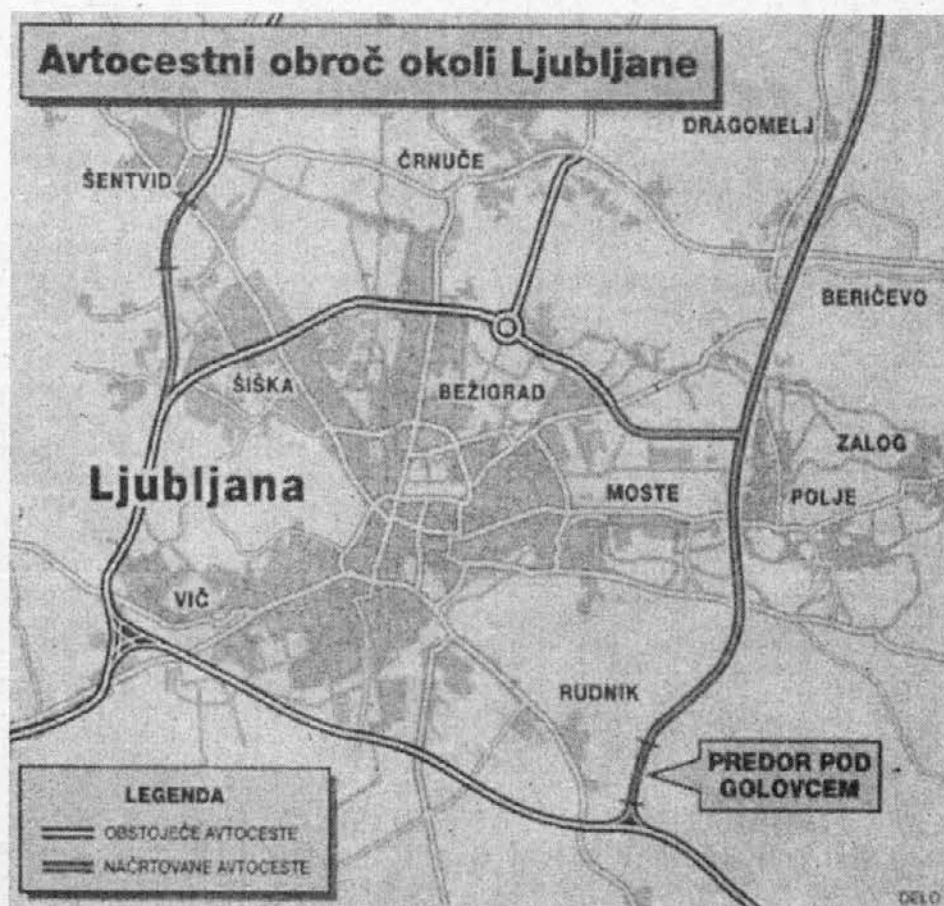 Avtocestni obroč okoli Ljubljane
DRAGOMELJ
ČRNUČE
ŠENTVID
BERIČEVO
ŠIŠKA
BEŽIGRAD
ZALOG
Ljubljana
MOSTE
POLJE
VIČ
RUDNIK
PREDOR POD
GOLOVCEM
LEGENDA
OBSTOJEČE AVTOCESTE
NAČRTOVANE AVTOCESTE
DELO